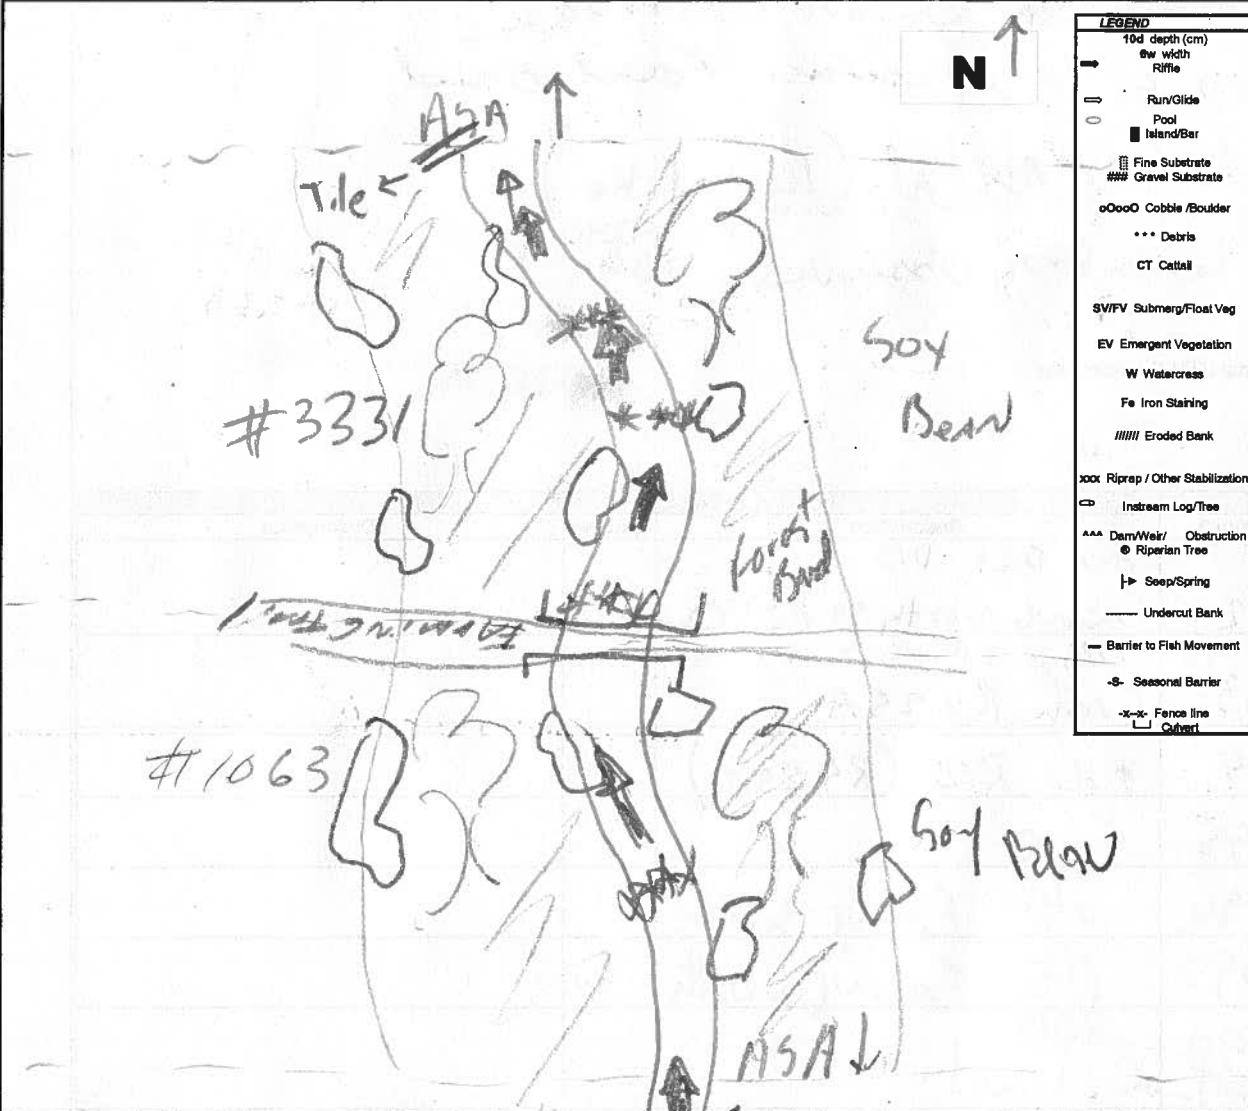 ASA
Tile
N
#3331
Soy
Bean
Forest
Band
#1063
Soy
Bean
ASA
LEGEND
10d depth (cm)
6w width
Riffle
Run/Glide
Pool
Island/Bar
Fine Substrate
### Gravel Substrate
oOooO Cobble /Boulder
*** Debris
CT Cattail
SV/FV Submerg/Float Veg
EV Emergent Vegetation
W Watercress
Fe Iron Staining
/////// Eroded Bank
xxx Riprap / Other Stabilization
Instream Log/Tree
^^^ Dam/Weir/ Obstruction
Riparian Tree
Seep/Spring
Undercut Bank
Barrier to Fish Movement
-S- Seasonal Barrier
-x--x- Fence line
Culvert